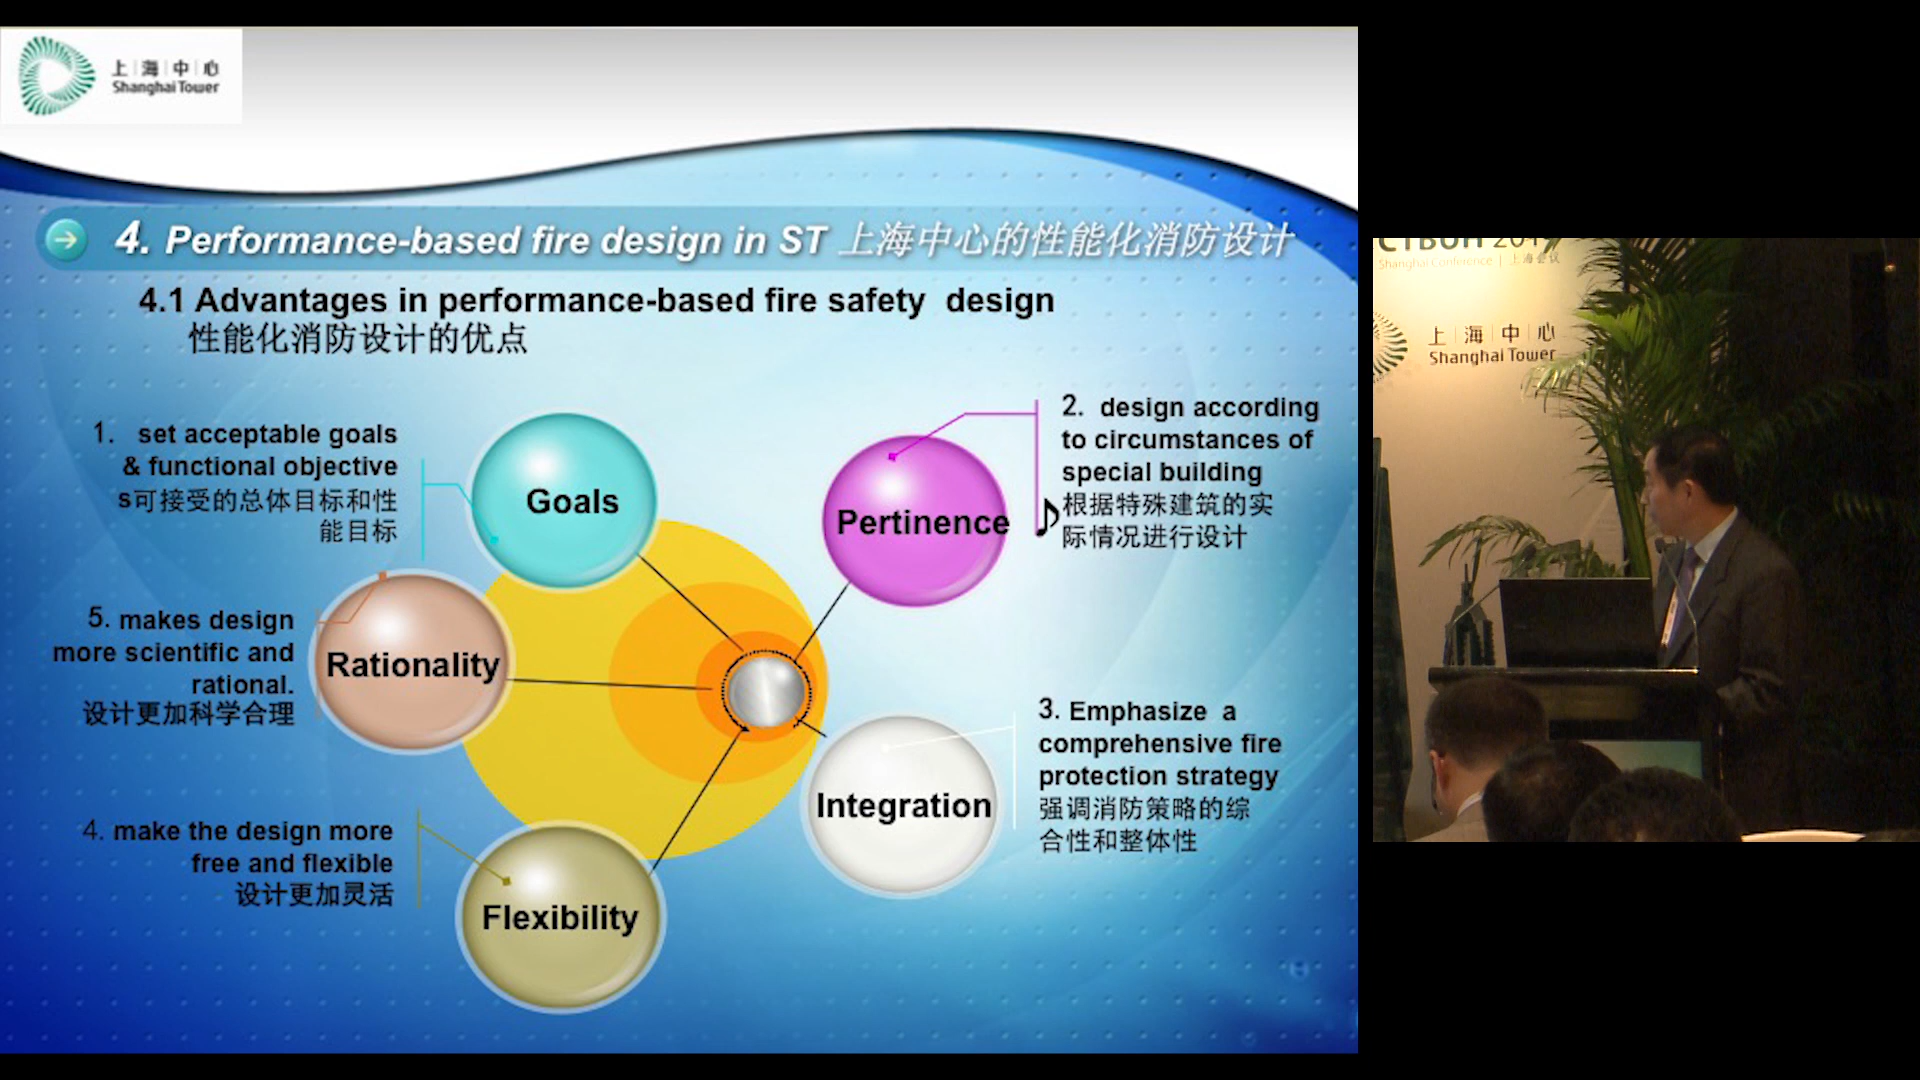 上海中心
Shanghai Tower
4. Performance-based fire design in ST 上海中心的性能化消防设计
4.1 Advantages in performance-based fire safety design
性能化消防设计的优点
1. set acceptable goals
& functional objective
s可接受的总体目标和性
能目标
Goals
2. design according
to circumstances of
special building
根据特殊建筑的实
际情况进行设计
Pertinence
5. makes design
more scientific and
rational.
设计更加科学合理
Rationality
3. Emphasize a
comprehensive fire
protection strategy
强调消防策略的综
合性和整体性
Integration
4. make the design more
free and flexible
设计更加灵活
Flexibility
Shanghai Conference | 上海会议
上海中心
Shanghai Tower